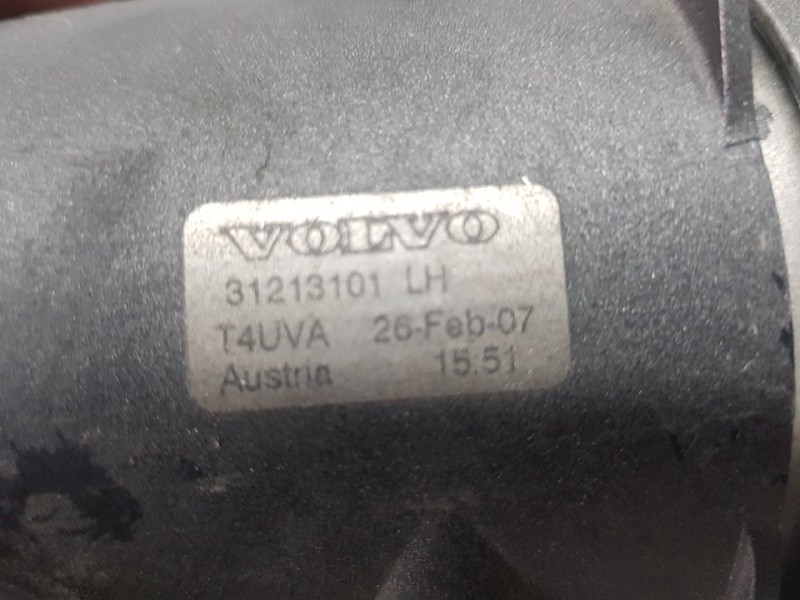 VOLVO
31213101 LH
T4UVA 26-Feb-07
Austria 15:51